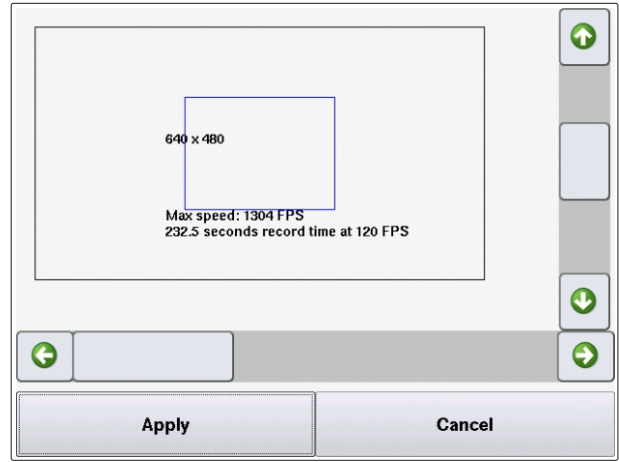 640 x 480
Max speed: 1304 FPS
232.5 seconds record time at 120 FPS
Apply
Cancel